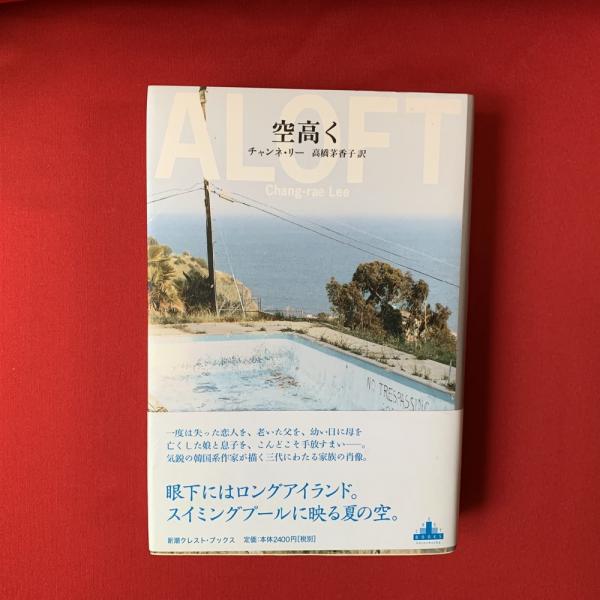 ALOFT
空高く
チャンネ・リー 高橋茅香子訳
Chang-rae Lee
NO TRESPASSING
一度は失った恋人を、老いた父を、幼い日に母を
亡くした娘と息子を、こんどこそ手放すまい――。
気鋭の韓国系作家が描く三代にわたる家族の肖像。
眼下にはロングアイランド。
スイミングプールに映る夏の空。
新潮クレスト・ブックス 定価:本体2400円[税別]
CREST
BOOKS